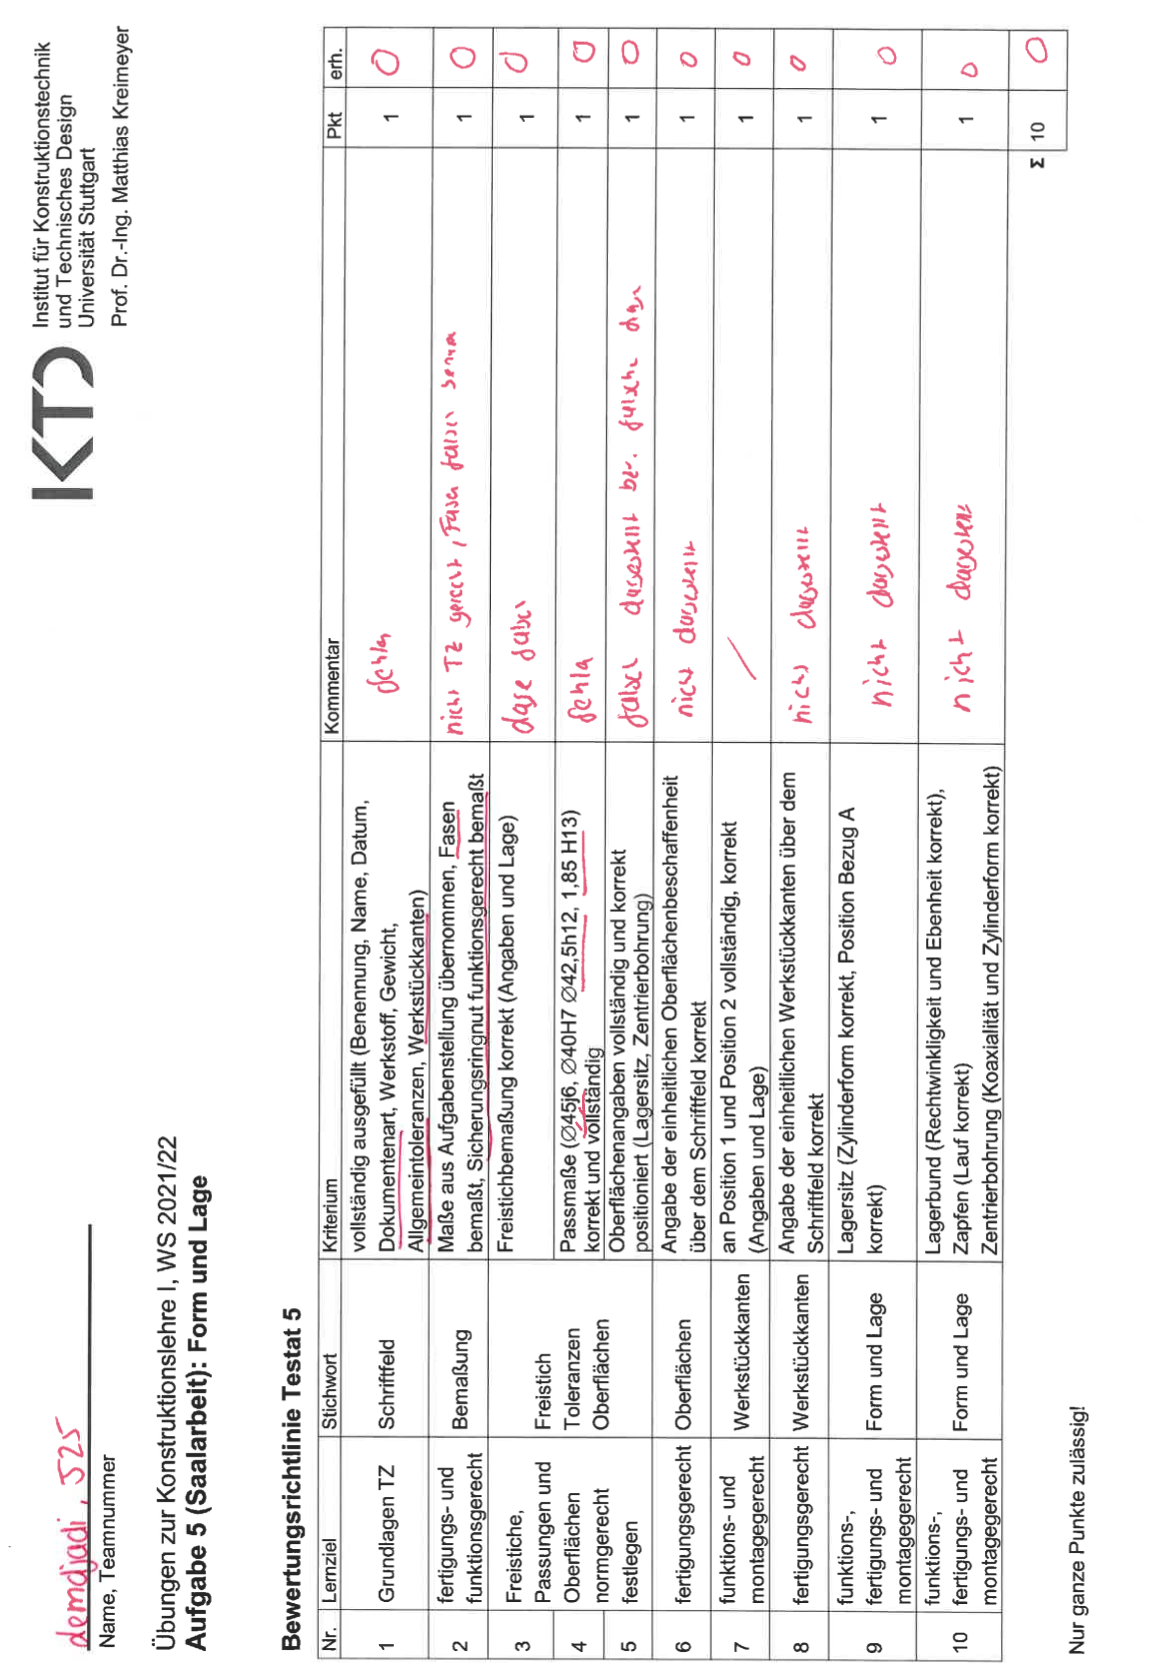 demdjadi, 525
Name, Teamnummer
KTD
Institut für Konstruktionstechnik
und Technisches Design
Universität Stuttgart
Prof. Dr.-Ing. Matthias Kreimeyer
Übungen zur Konstruktionslehre I, WS 2021/22
Aufgabe 5 (Saalarbeit): Form und Lage
Bewertungsrichtlinie Testat 5
Nr. Lernziel Stichwort Kriterium Kommentar Pkt erh.
1 Grundlagen TZ Schriftfeld vollständig ausgefüllt (Benennung, Name, Datum,
Dokumentenart, Werkstoff, Gewicht,
Allgemeintoleranzen, Werkstückkanten) 1 0
2 fertigungs- und
funktionsgerecht Bemaßung Maße aus Aufgabenstellung übernommen, Fasen
bemaßt, Sicherungsringnut funktionsgerecht bemaßt nicht TZ gerecht, Fasen 1 0
3 Freistiche,
Passungen und
Oberflächen
normgerecht
festlegen
Freistich
Toleranzen
Oberflächen
Freistichbemaßung korrekt (Angaben und Lage) 1 0
4 Passmaße (∅45j6, ∅40H7 ∅42,5h12, 1,85 H13)
korrekt und vollständig 1 0
5 Oberflächenangaben vollständig und korrekt
positioniert (Lagersitz, Zentrierbohrung) falsch dargestellt bzw. falsche 1 0
6 fertigungsgerecht Oberflächen Angabe der einheitlichen Oberflächenbeschaffenheit
über dem Schriftfeld korrekt nicht dargestellt 1 0
7 funktions- und
montagegerecht Werkstückkanten an Position 1 und Position 2 vollständig, korrekt
(Angaben und Lage) / 1 0
8 fertigungsgerecht Werkstückkanten Angabe der einheitlichen Werkstückkanten über dem
Schriftfeld korrekt nicht dargestellt 1 0
9 funktions-,
fertigungs- und
montagegerecht Form und Lage Lagersitz (Zylinderform korrekt, Position Bezug A
korrekt) nicht dargestellt 1 0
10 funktions-,
fertigungs- und
montagegerecht Form und Lage Lagerbund (Rechtwinkligkeit und Ebenheit korrekt),
Zapfen (Lauf korrekt)
Zentrierbohrung (Koaxialität und Zylinderform korrekt) nicht dargestellt 1 0
Σ 10 0
Nur ganze Punkte zulässig!